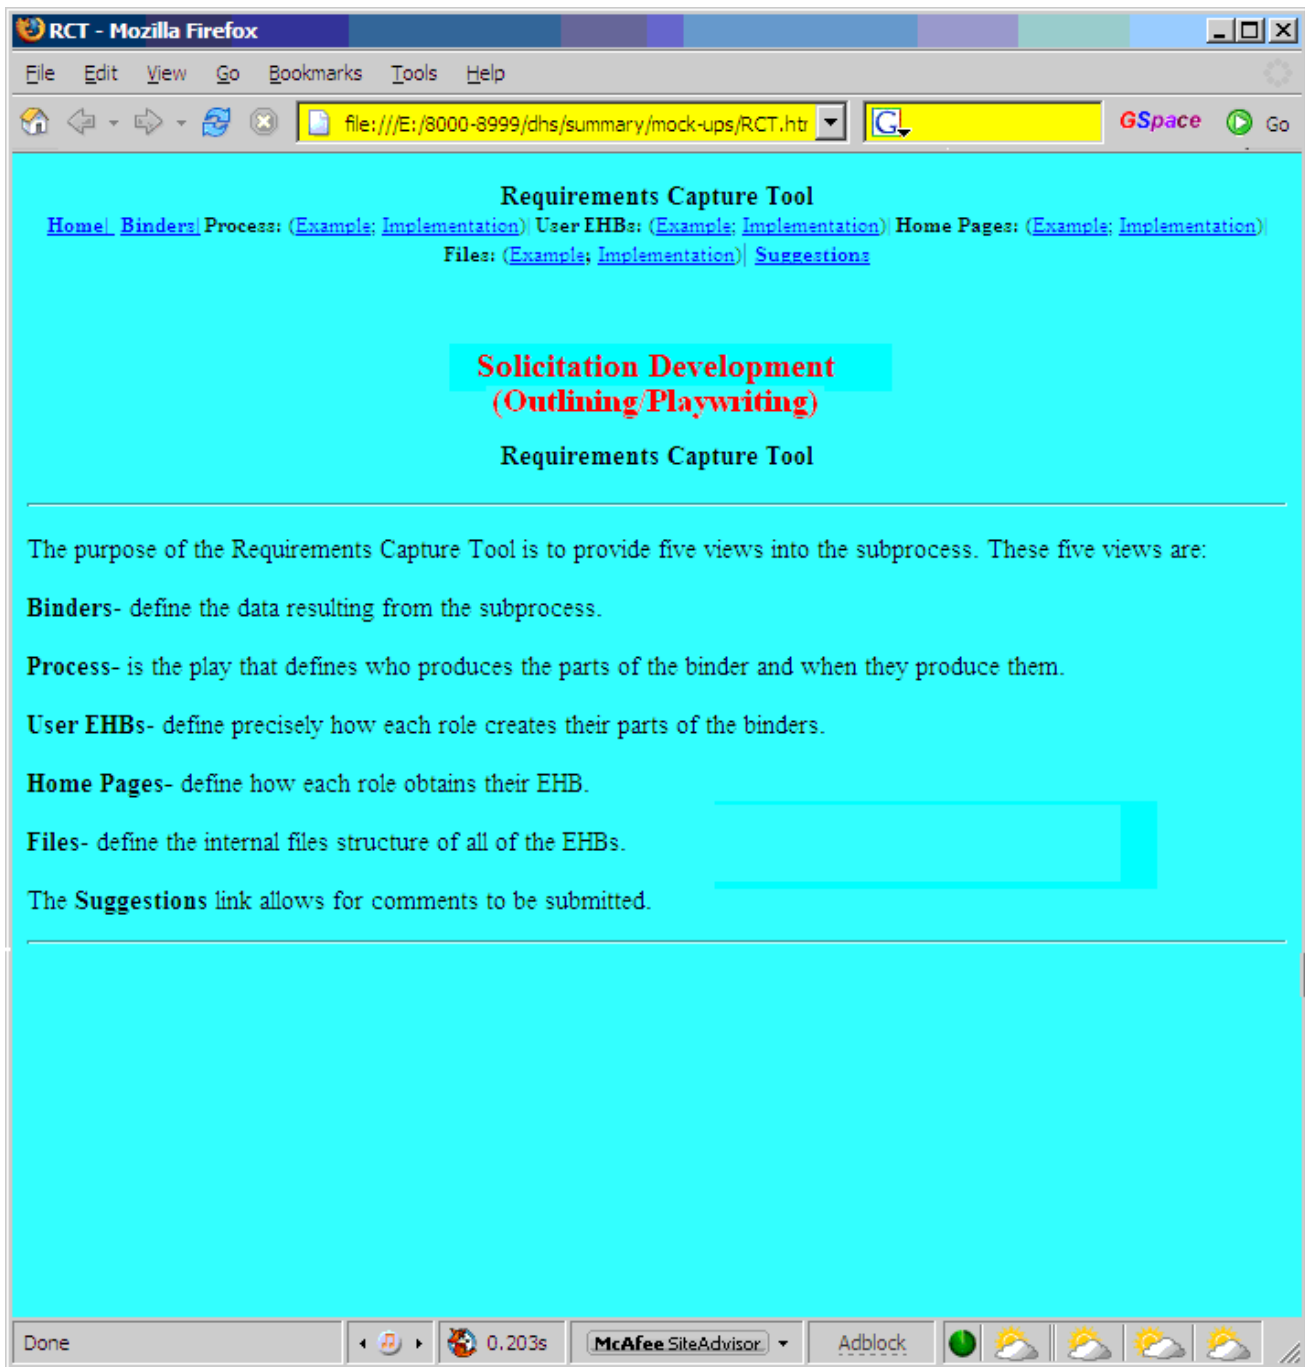 RCT - Mozilla Firefox
File Edit View Go Bookmarks Tools Help
file:///E:/8000-8999/dhs/summary/mock-ups/RCT.htr G GSpace Go
Requirements Capture Tool
Home| Binders| Process: (Example; Implementation)| User EHBs: (Example; Implementation)| Home Pages: (Example; Implementation)|
Files: (Example; Implementation)| Suggestions
Solicitation Development
(Outlining/Playwriting)
Requirements Capture Tool
The purpose of the Requirements Capture Tool is to provide five views into the subprocess. These five views are:
Binders- define the data resulting from the subprocess.
Process- is the play that defines who produces the parts of the binder and when they produce them.
User EHBs- define precisely how each role creates their parts of the binders.
Home Pages- define how each role obtains their EHB.
Files- define the internal files structure of all of the EHBs.
The Suggestions link allows for comments to be submitted.
Done 0.203s McAfee SiteAdvisor Adblock